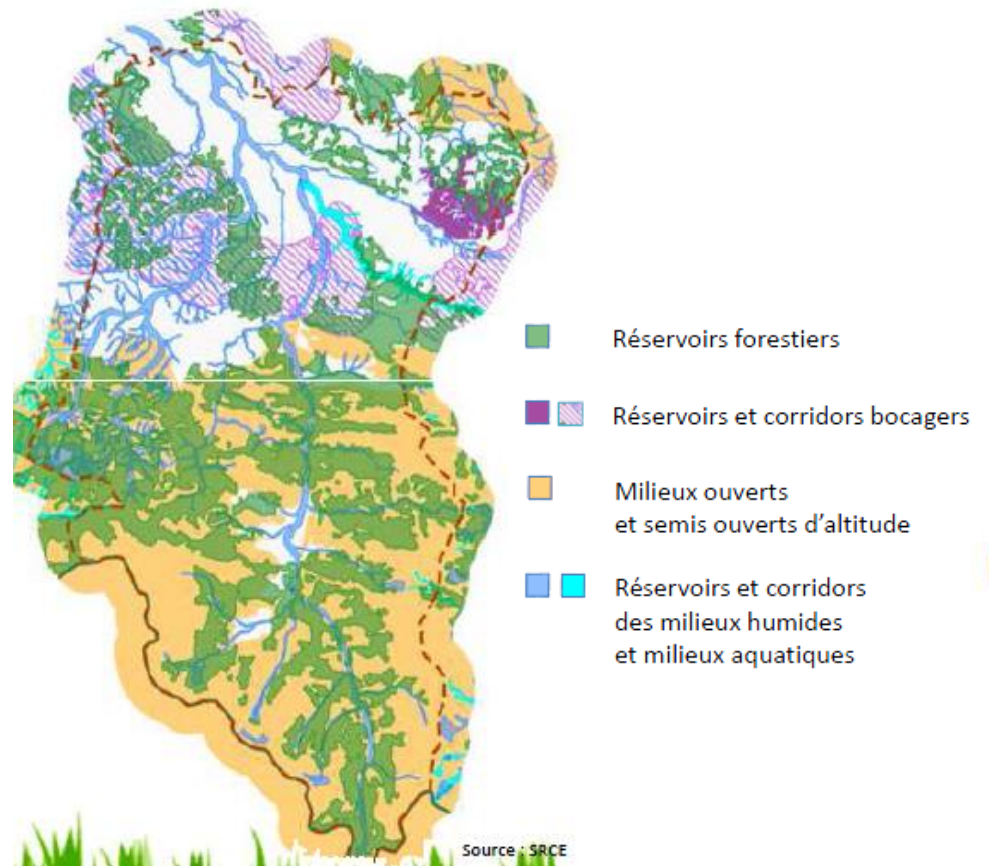 Réservoirs forestiers
Réservoirs et corridors bocagers
Milieux ouverts
et semis ouverts d'altitude
Réservoirs et corridors
des milieux humides
et milieux aquatiques
Source : SRCE